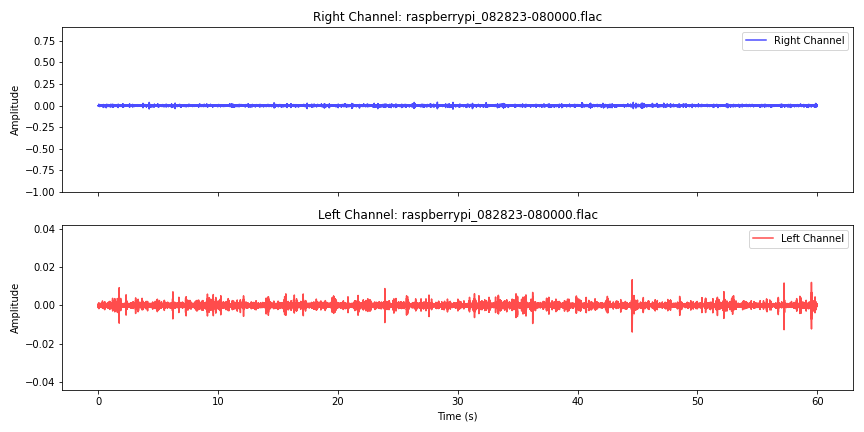 Right Channel: raspberrypi_082823-080000.flac
Right Channel
0.75
0.50
0.25
0.00
−0.25
−0.50
−0.75
−1.00
Amplitude
Left Channel: raspberrypi_082823-080000.flac
Left Channel
0.04
0.02
0.00
−0.02
−0.04
Amplitude
0 10 20 30 40 50 60
Time (s)